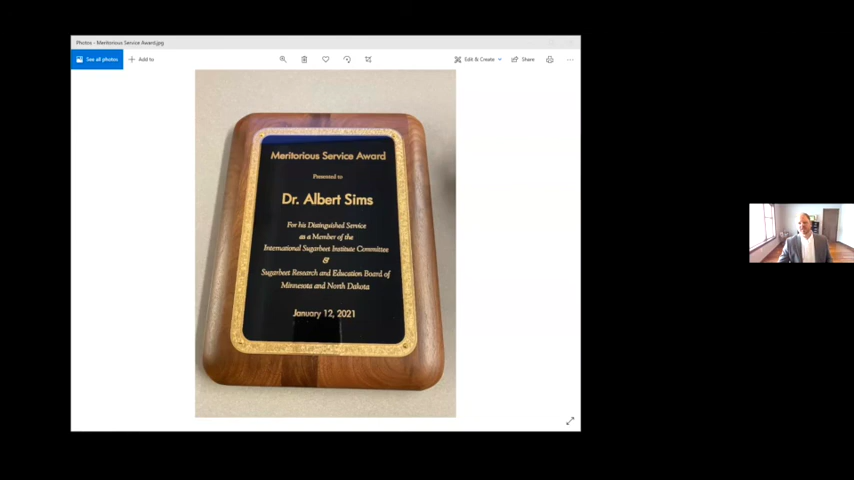 Photos - Meritorious Service Award.jpg
See all photos
Add to
Edit & Create
Share
Meritorious Service Award
Presented to
Dr. Albert Sims
For his Distinguished Service
as a Member of the
International Sugarbeet Institute Committee
&
Sugarbeet Research and Education Board of
Minnesota and North Dakota
January 12, 2021